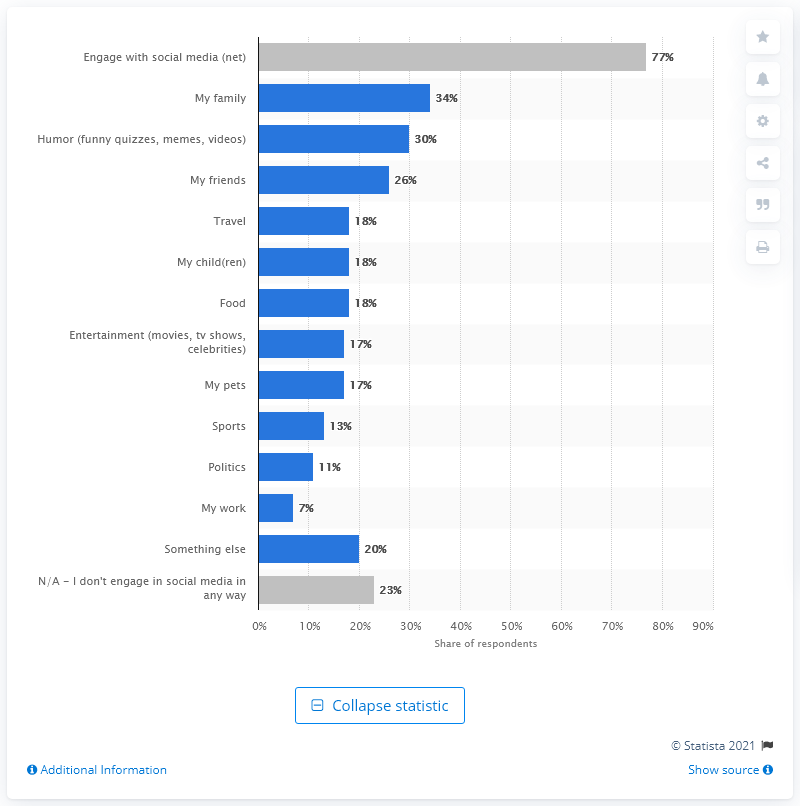 Engage with social media (net) 77%
My family 34%
Humor (funny quizzes, memes, videos) 30%
My friends 26%
Travel 18%
My child(ren) 18%
Food 18%
Entertainment (movies, tv shows,
celebrities) 17%
My pets 17%
Sports 13%
Politics 11%
My work 7%
Something else 20%
N/A - I don't engage in social media in
any way 23%
0% 10% 20% 30% 40% 50% 60% 70% 80% 90%
Share of respondents
Collapse statistic
© Statista 2021
Additional Information Show source